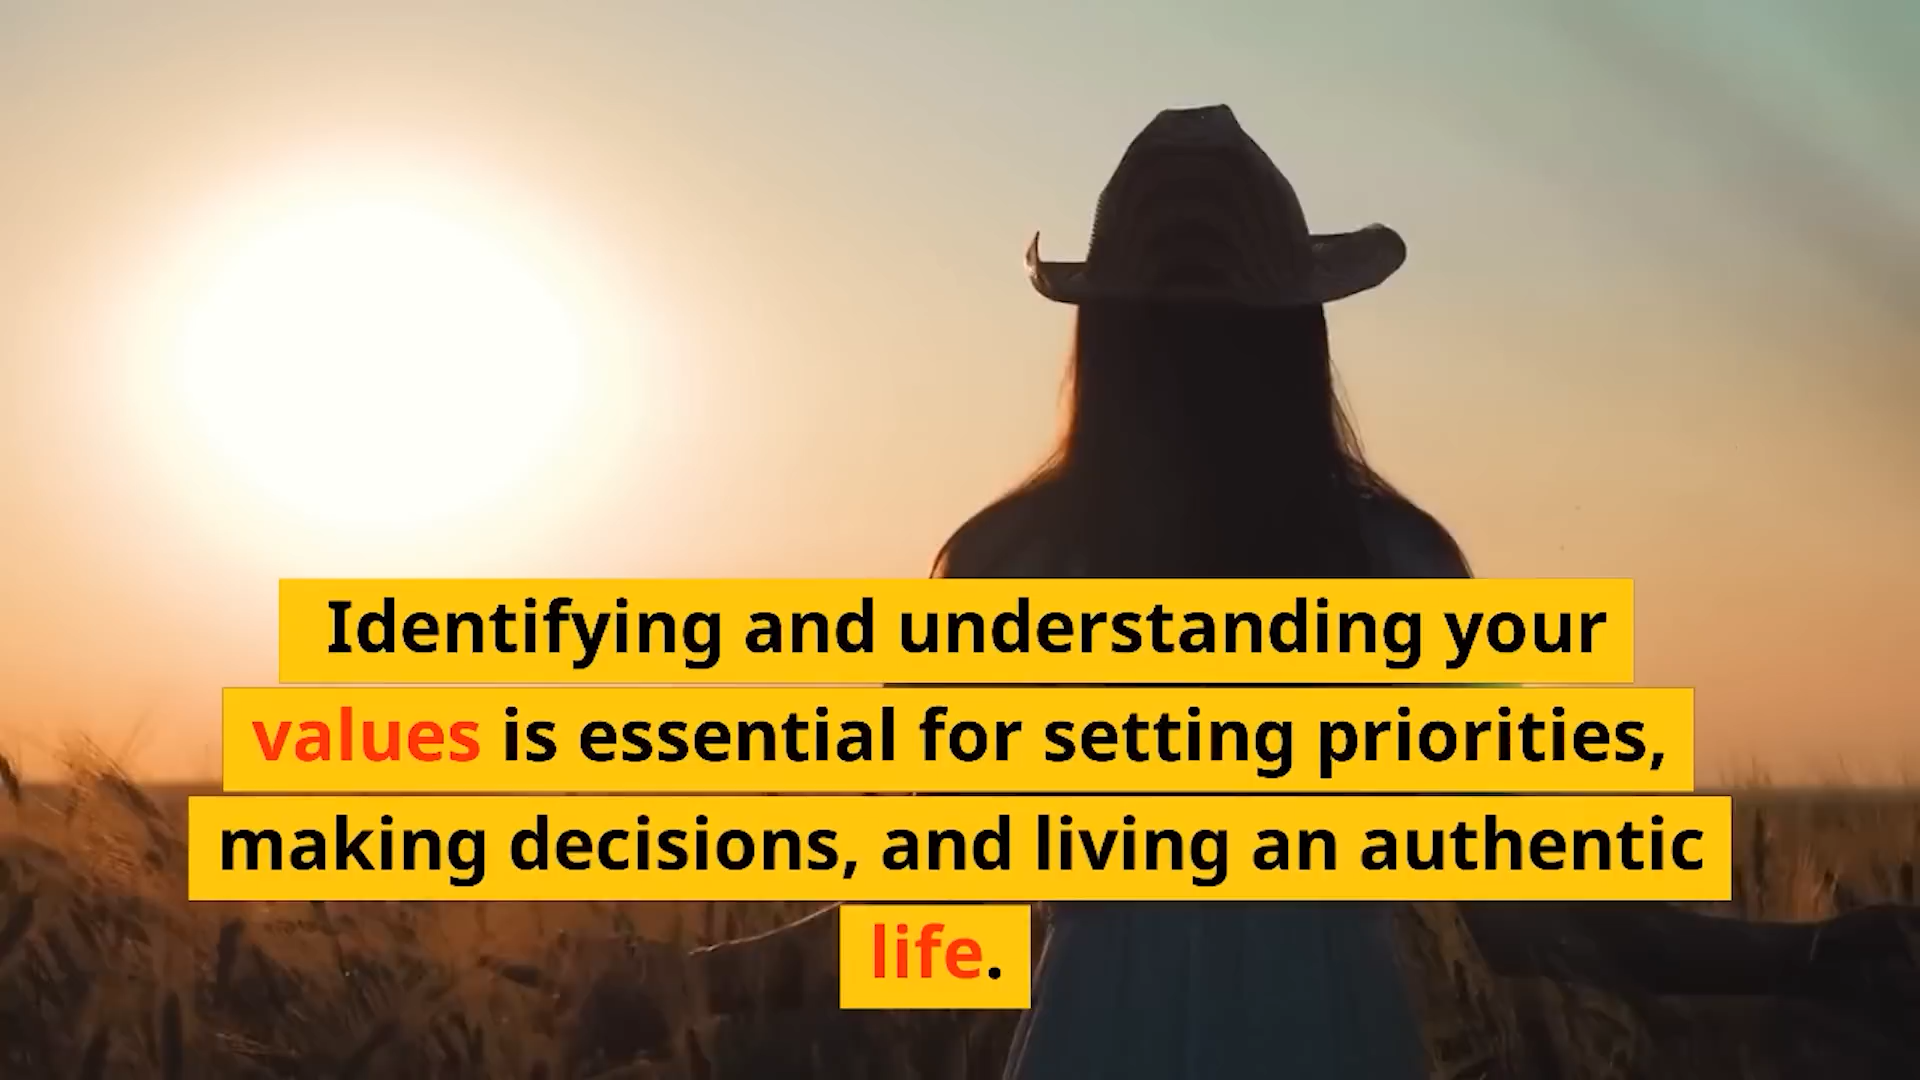 Identifying and understanding your
values is essential for setting priorities,
making decisions, and living an authentic
life.